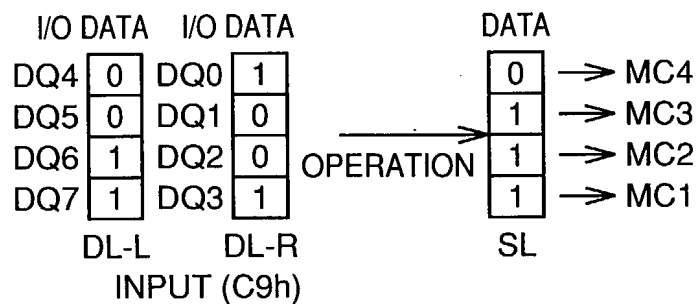 I/O DATA I/O DATA DATA
DQ4 0 DQ0 1 0 MC4
DQ5 0 DQ1 0 1 MC3
DQ6 1 DQ2 0 OPERATION 1 MC2
DQ7 1 DQ3 1 1 MC1
DL-L DL-R SL
INPUT (C9h)